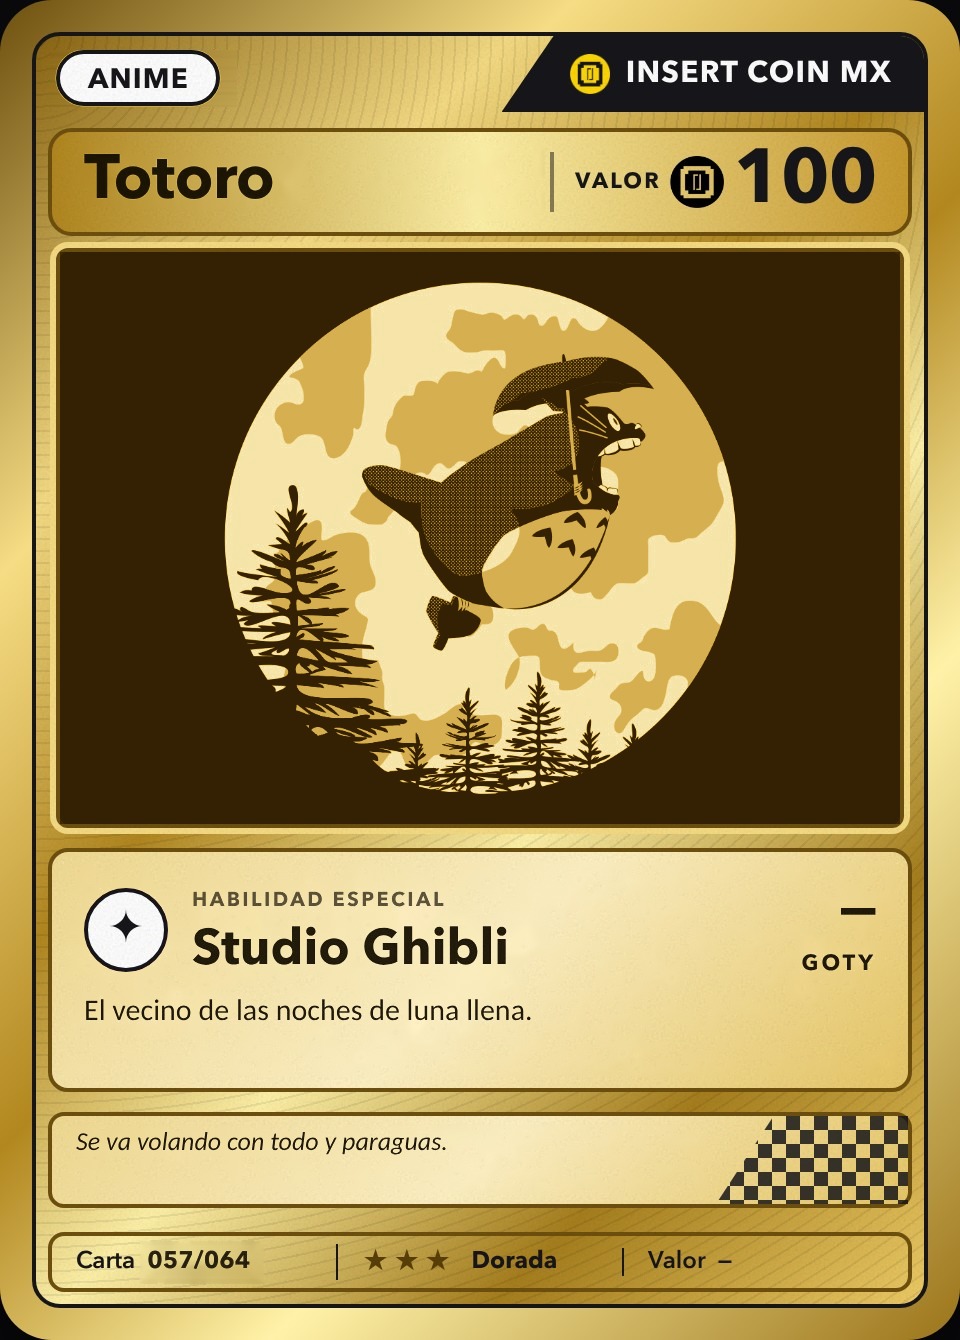 ANIME
INSERT COIN MX
Totoro
VALOR 100
HABILIDAD ESPECIAL
Studio Ghibli
–
GOTY
El vecino de las noches de luna llena.
Se va volando con todo y paraguas.
Carta 057/064 ★★★ Dorada Valor –